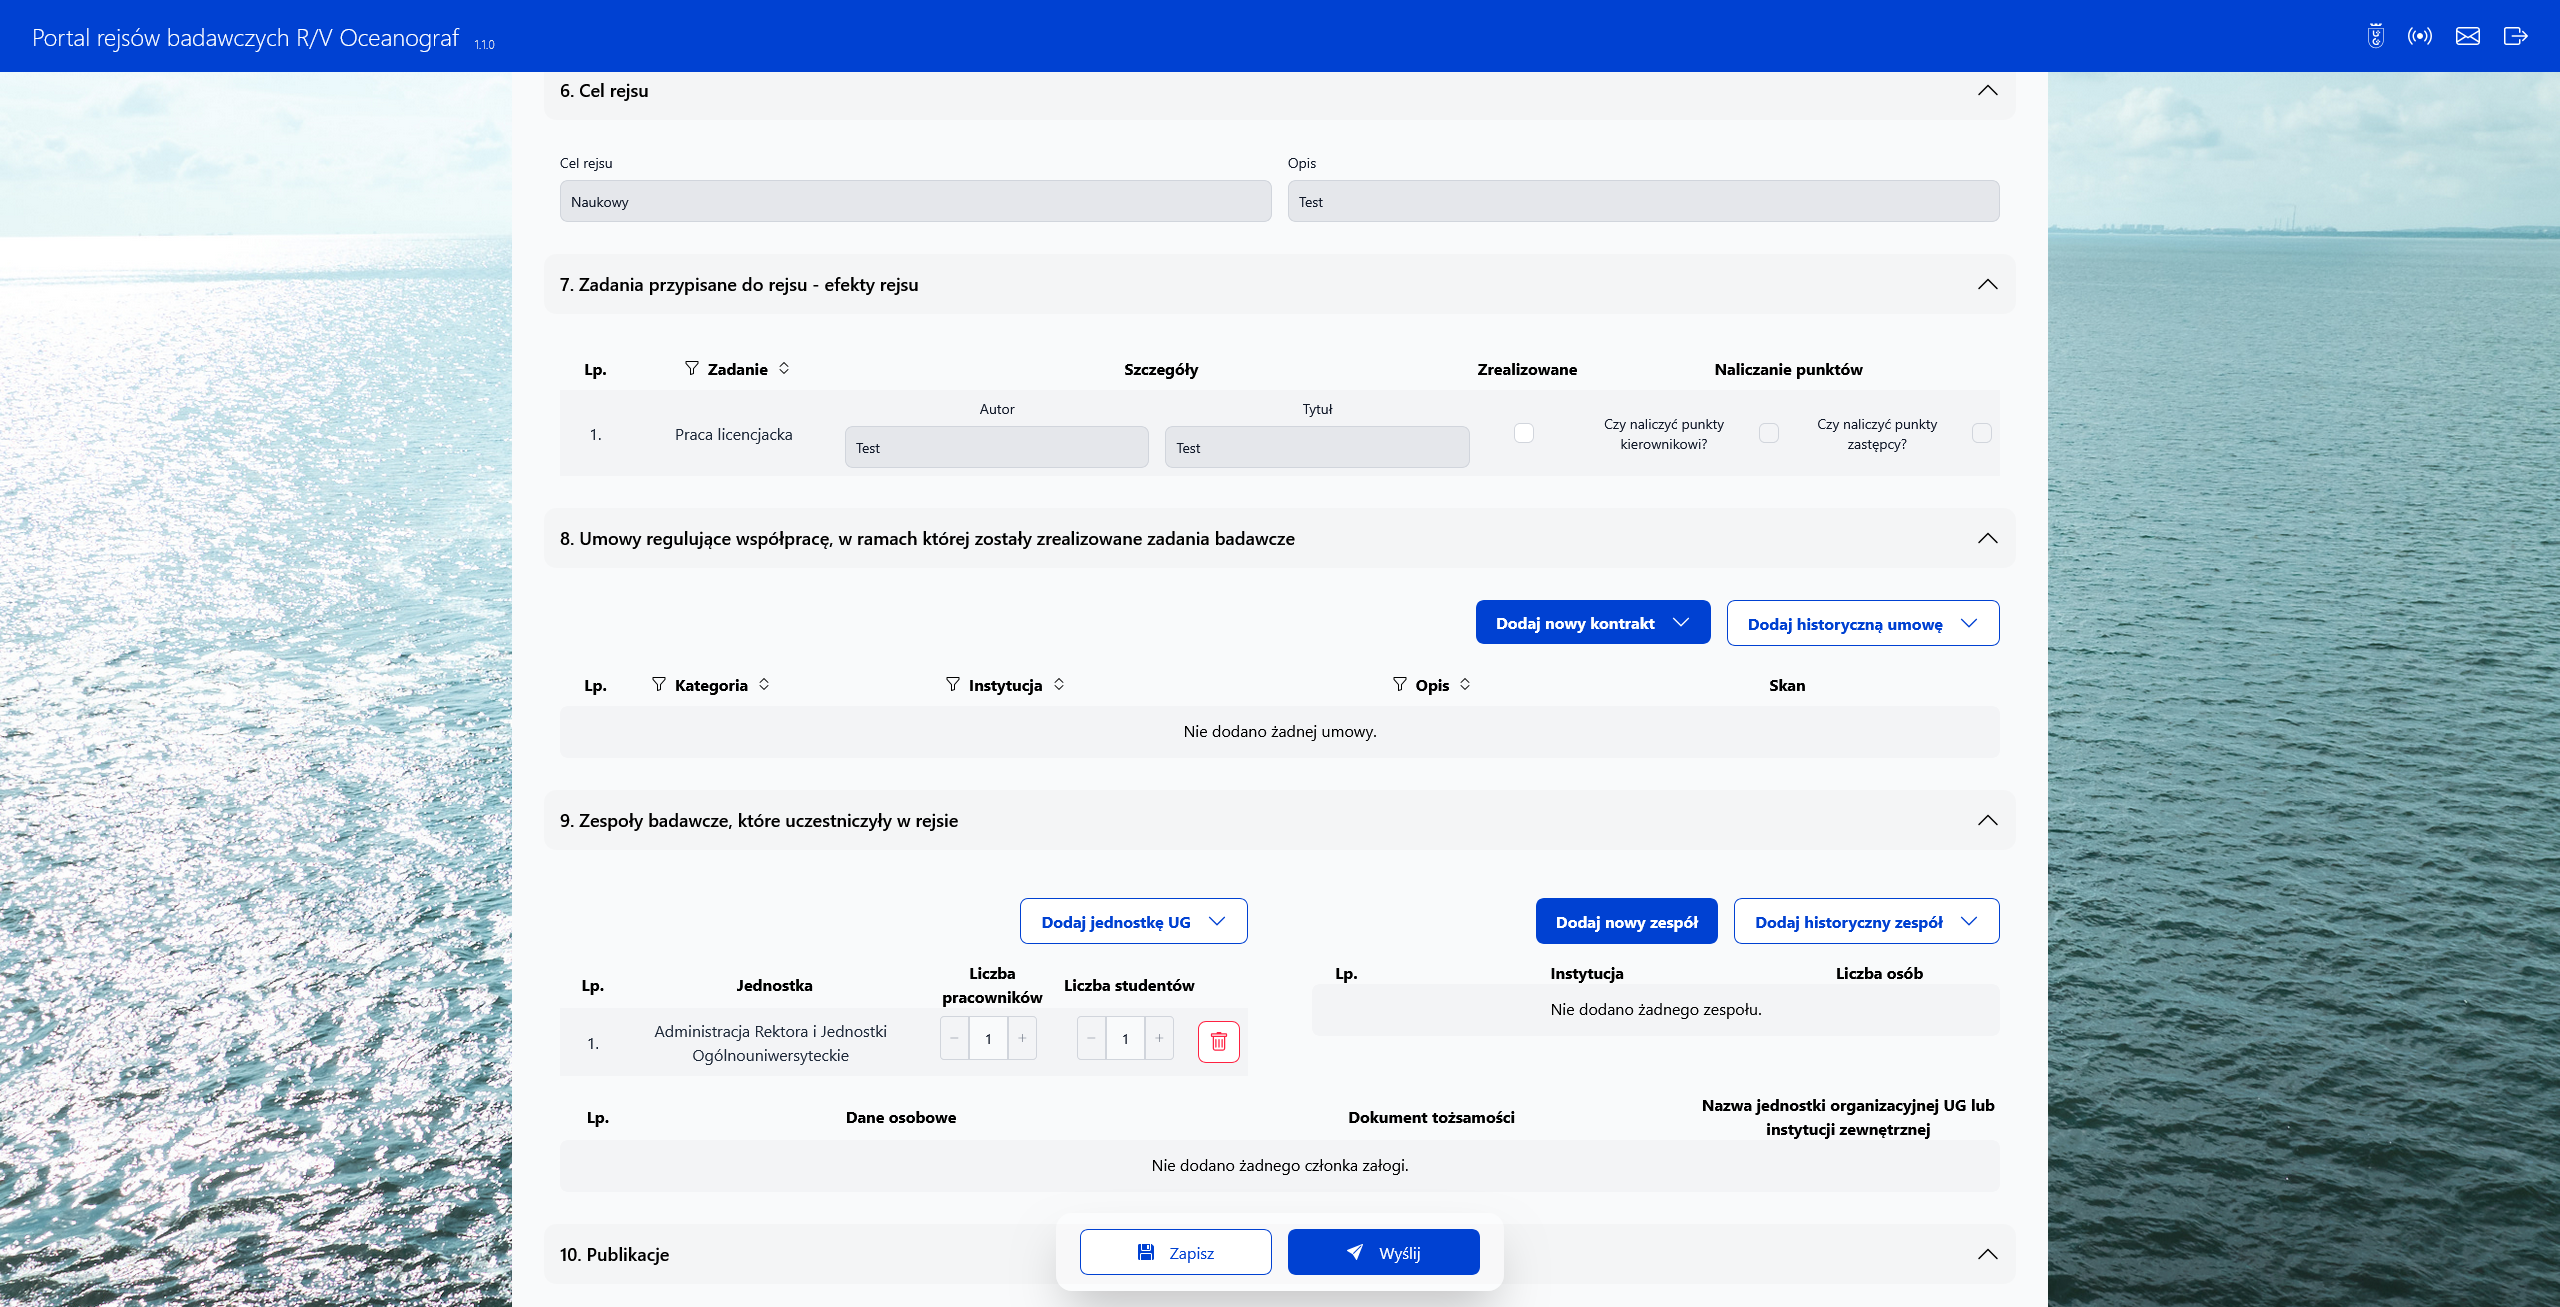 Portal rejsów badawczych R/V Oceanograf 1.1.0
6. Cel rejsu
Cel rejsu
Opis
Naukowy
Test
7. Zadania przypisane do rejsu - efekty rejsu
Lp. Zadanie Szczegóły Zrealizowane Naliczanie punktów
Autor
Tytuł
1. Praca licencjacka Test Test
Czy naliczyć punkty
kierownikowi?
Czy naliczyć punkty
zastępcy?
8. Umowy regulujące współpracę, w ramach której zostały zrealizowane zadania badawcze
Dodaj nowy kontrakt
Dodaj historyczną umowę
Lp. Kategoria Instytucja Opis Skan
Nie dodano żadnej umowy.
9. Zespoły badawcze, które uczestniczyły w rejsie
Dodaj jednostkę UG
Dodaj nowy zespół
Dodaj historyczny zespół
Lp.
Jednostka
Liczba
pracowników
Liczba studentów
1.
Administracja Rektora i Jednostki
Ogólnouniwersyteckie
− 1 +
− 1 +
Lp. Instytucja Liczba osób
Nie dodano żadnego zespołu.
Lp. Dane osobowe Dokument tożsamości
Nazwa jednostki organizacyjnej UG lub
instytucji zewnętrznej
Nie dodano żadnego członka załogi.
10. Publikacje
Zapisz
Wyślij